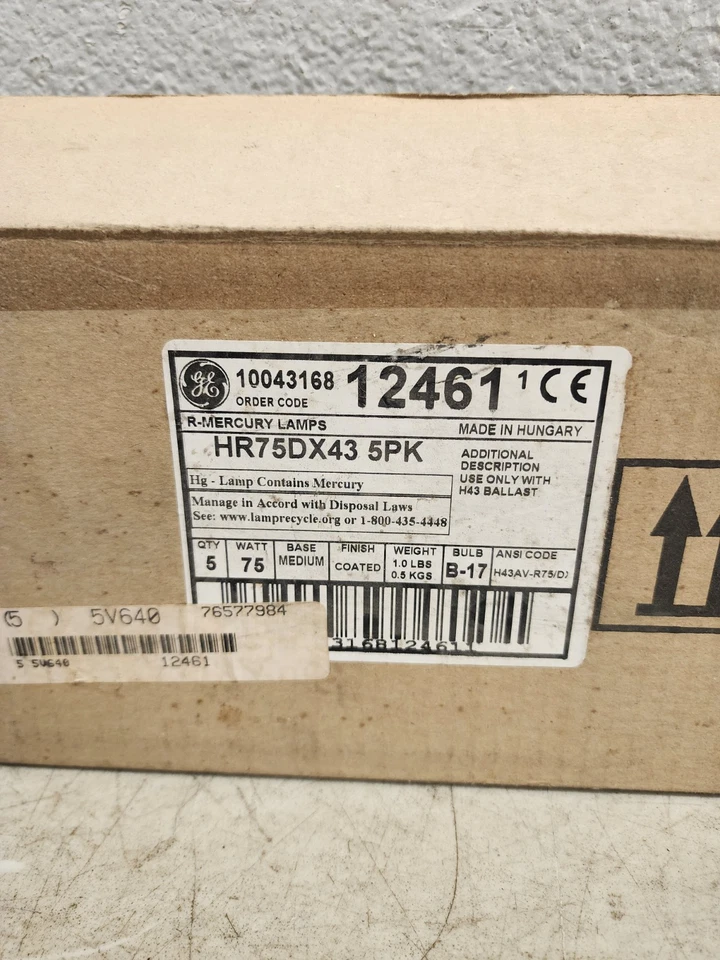 GE 10043168 12461 1 CE
ORDER CODE
R-MERCURY LAMPS MADE IN HUNGARY
HR75DX43 5PK
ADDITIONAL
DESCRIPTION
USE ONLY WITH
H43 BALLAST
Hg - Lamp Contains Mercury
Manage in Accord with Disposal Laws
See: www.lamprecycle.org or 1-800-435-4448
QTY WATT BASE FINISH WEIGHT BULB ANSI CODE
5 75 MEDIUM COATED 1.0 LBS 0.5 KGS B-17 H43AV-R75/D
(5 ) 5V640 76577984
5 5V640 12461